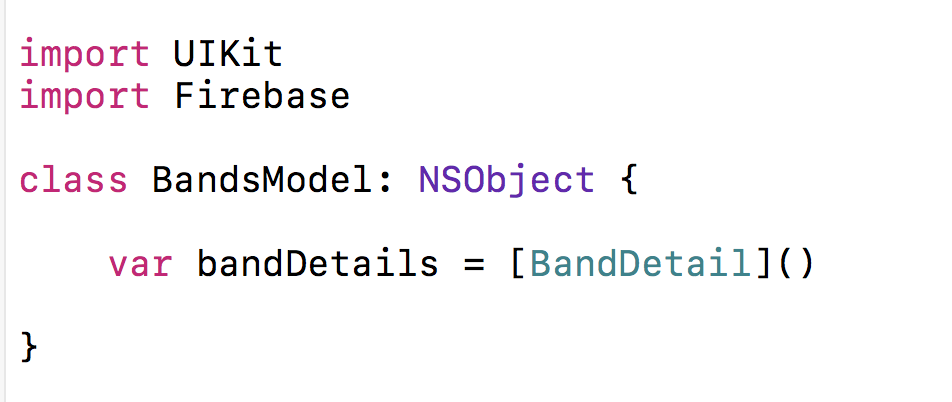 import UIKit
import Firebase
class BandsModel: NSObject {
var bandDetails = [BandDetail]()
}